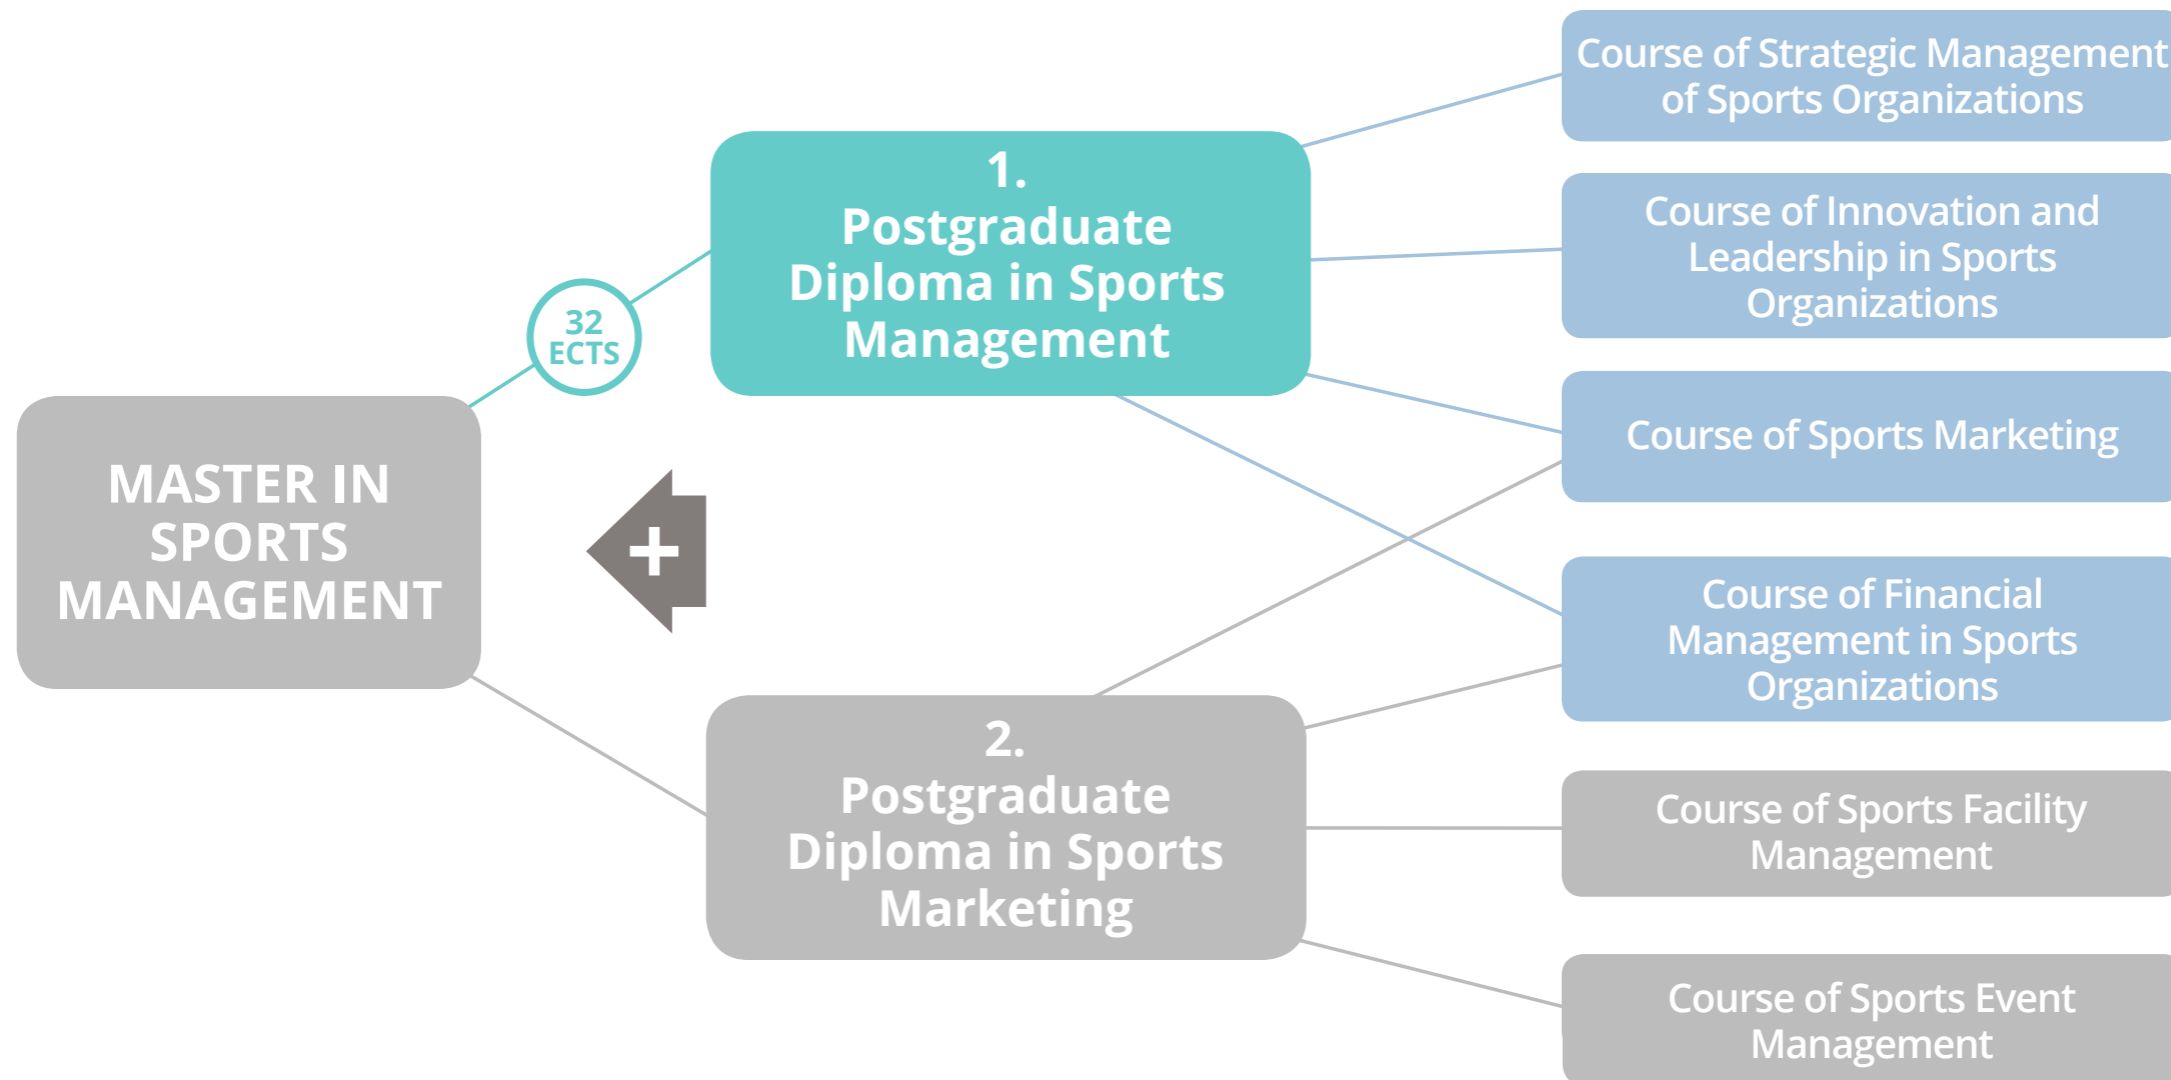 MASTER IN
SPORTS
MANAGEMENT
32
ECTS
+
1.
Postgraduate
Diploma in Sports
Management
2.
Postgraduate
Diploma in Sports
Marketing
Course of Strategic Management
of Sports Organizations
Course of Innovation and
Leadership in Sports
Organizations
Course of Sports Marketing
Course of Financial
Management in Sports
Organizations
Course of Sports Facility
Management
Course of Sports Event
Management